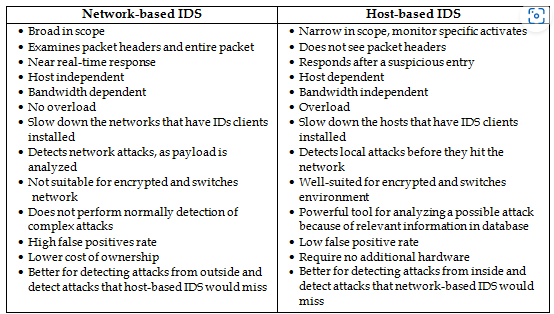 Network-based IDS
• Broad in scope
• Examines packet headers and entire packet
• Near real-time response
• Host independent
• Bandwidth dependent
• No overload
• Slow down the networks that have IDs clients
installed
• Detects network attacks, as payload is
analyzed
• Not suitable for encrypted and switches
network
• Does not perform normally detection of
complex attacks
• High false positives rate
• Lower cost of ownership
• Better for detecting attacks from outside and
detect attacks that host-based IDS would miss
Host-based IDS
• Narrow in scope, monitor specific activates
• Does not see packet headers
• Responds after a suspicious entry
• Host dependent
• Bandwidth independent
• Overload
• Slow down the hosts that have IDS clients
installed
• Detects local attacks before they hit the
network
• Well-suited for encrypted and switches
environment
• Powerful tool for analyzing a possible attack
because of relevant information in database
• Low false positive rate
• Require no additional hardware
• Better for detecting attacks from inside and
detect attacks that network-based IDS would
miss